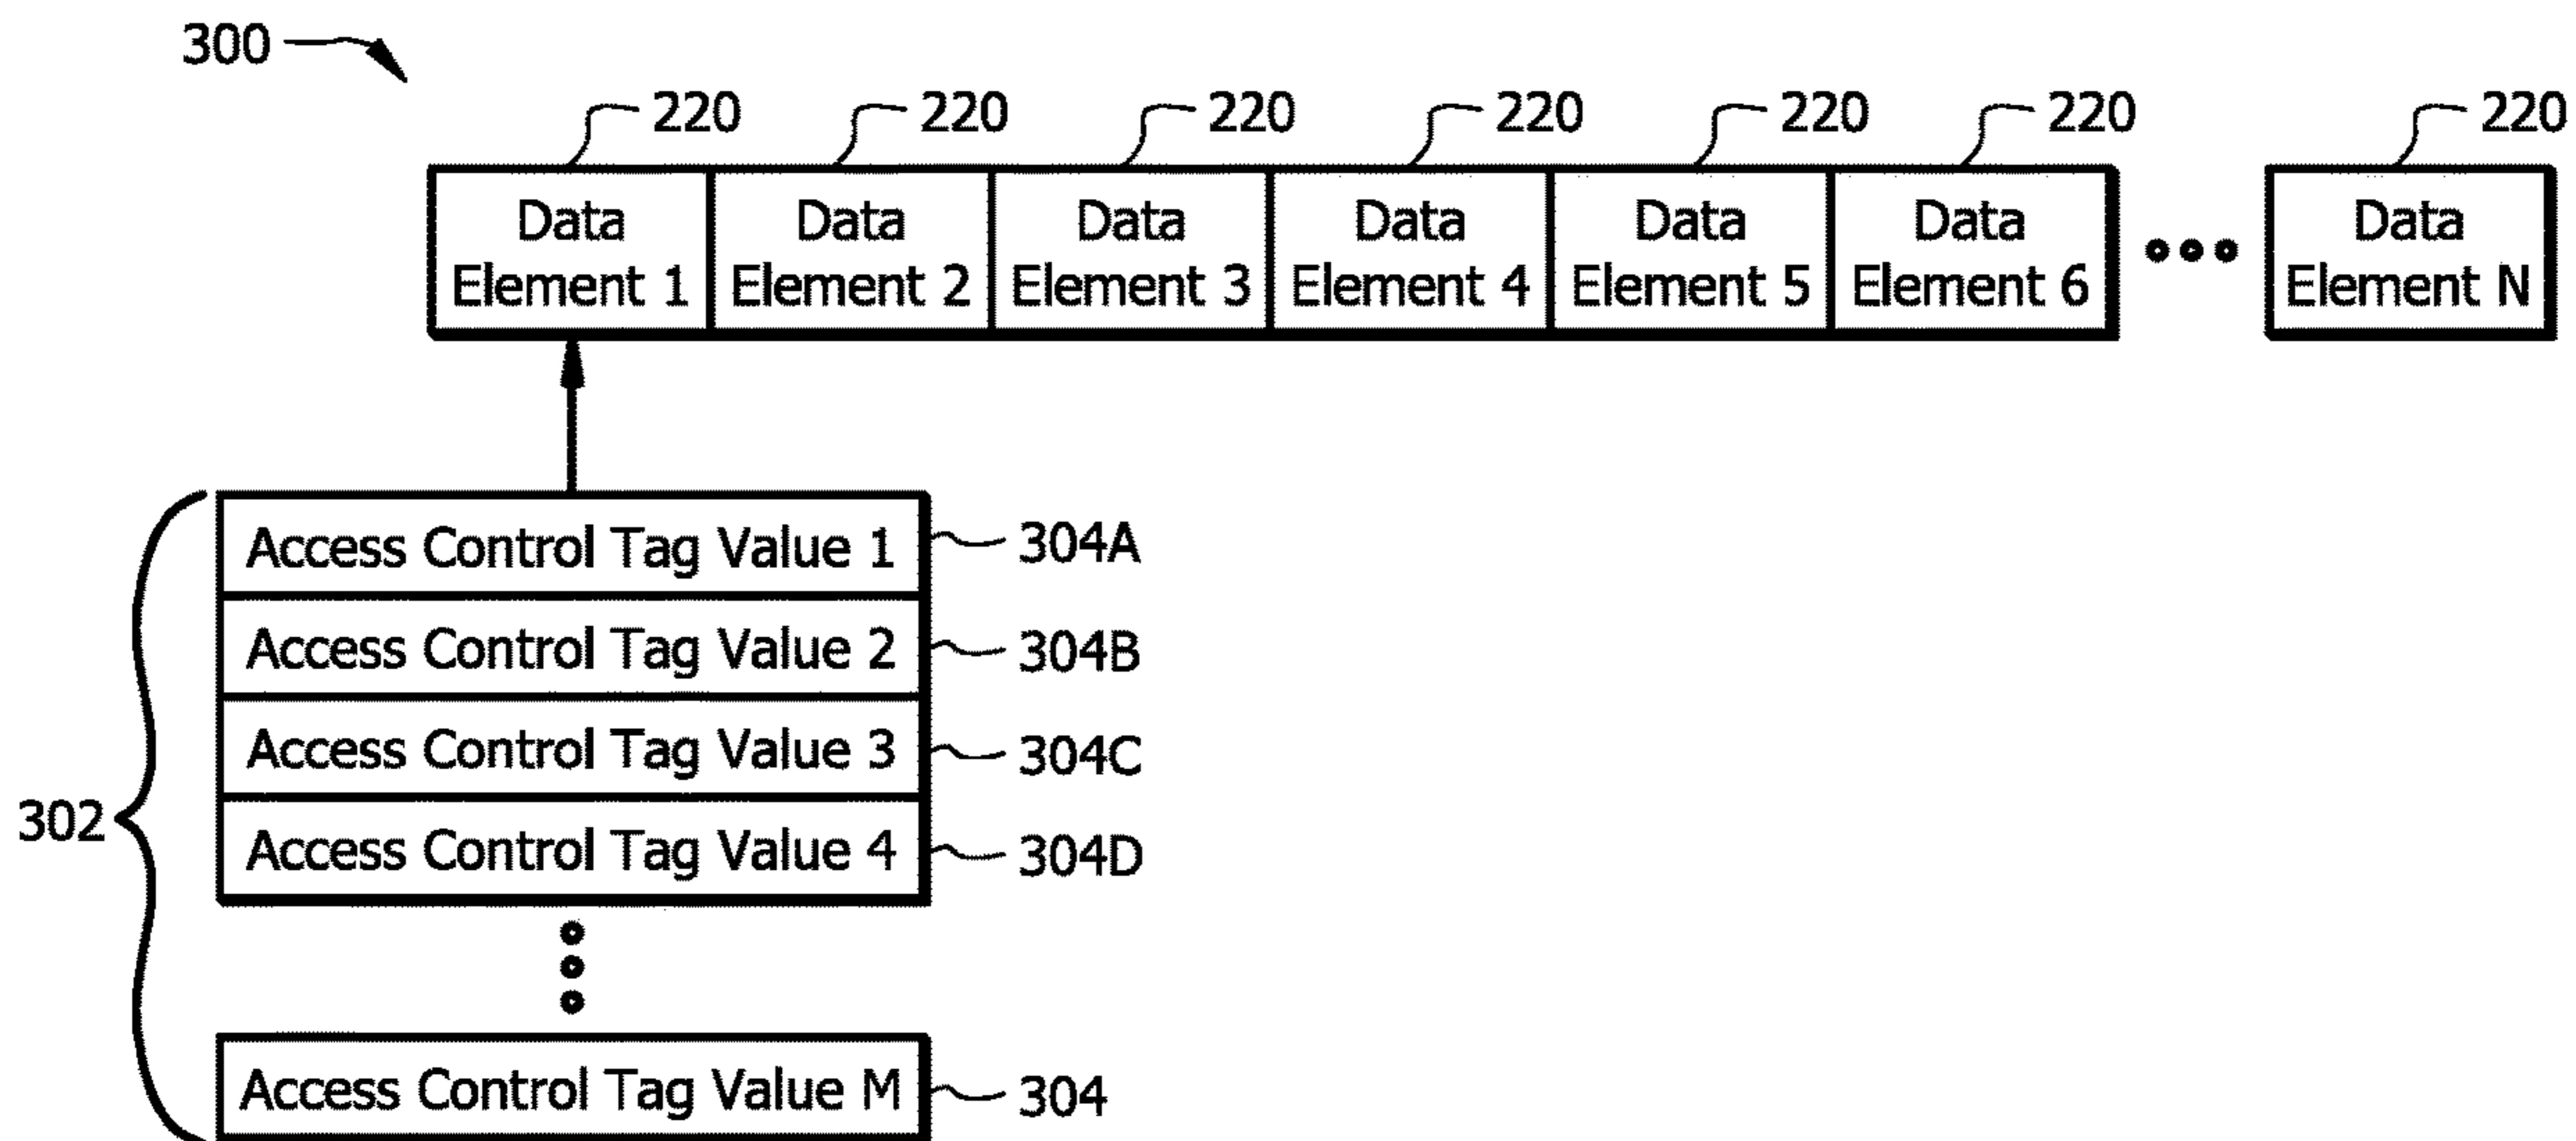 300
220 220 220 220 220 220 220
Data Data Data Data Data Data Data
Element 1 Element 2 Element 3 Element 4 Element 5 Element 6 Element N
Access Control Tag Value 1 304A
Access Control Tag Value 2 304B
Access Control Tag Value 3 304C
302
Access Control Tag Value 4 304D
Access Control Tag Value M 304